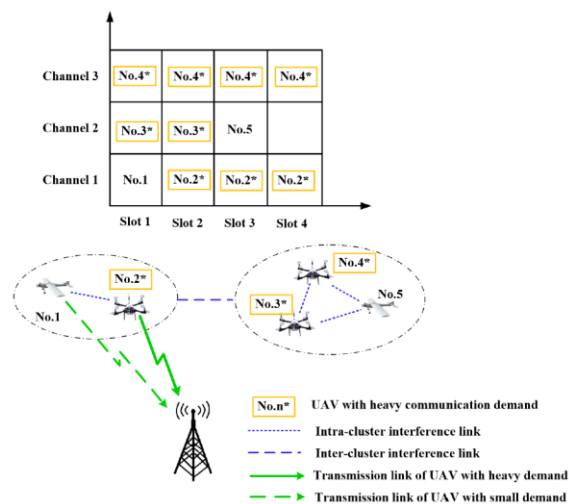 Channel 3 No.4* No.4* No.4* No.4*
Channel 2 No.3* No.3* No.5
Channel 1 No.1 No.2* No.2* No.2*
Slot 1 Slot 2 Slot 3 Slot 4
No.2*
No.1
No.4*
No.3*
No.5
No.n* UAV with heavy communication demand
Intra-cluster interference link
Inter-cluster interference link
Transmission link of UAV with heavy demand
Transmission link of UAV with small demand